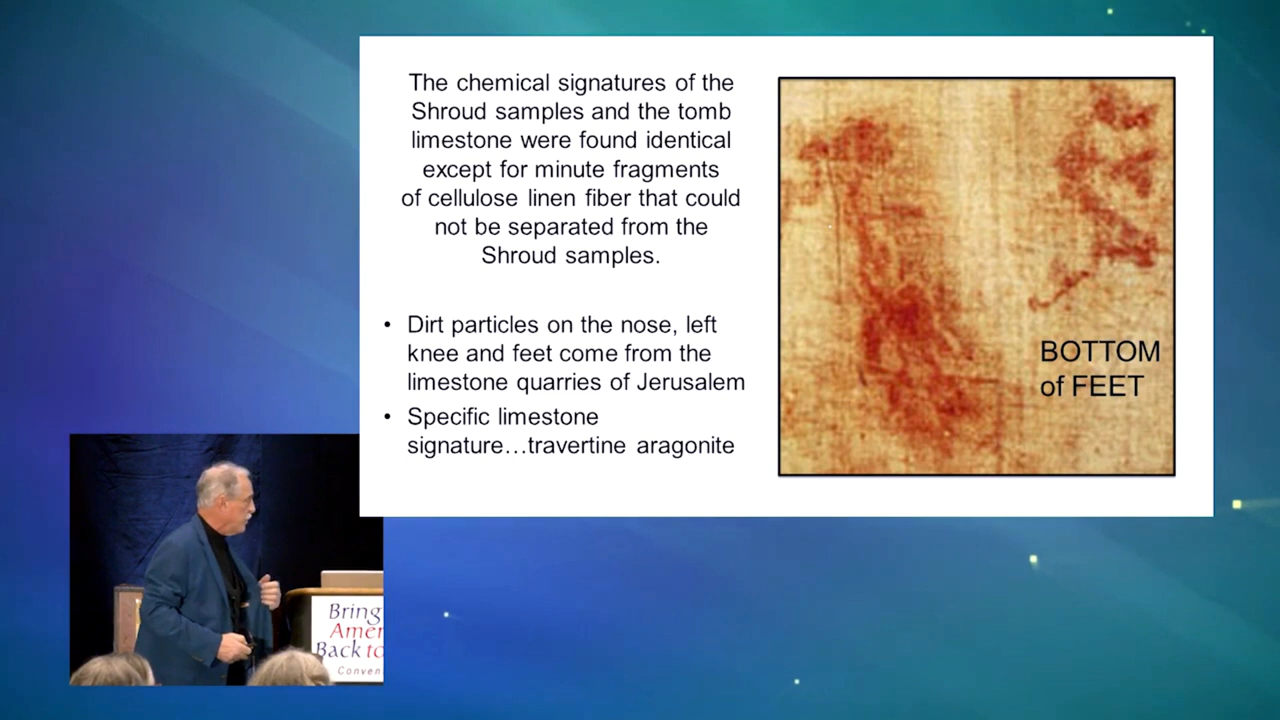 The chemical signatures of the
Shroud samples and the tomb
limestone were found identical
except for minute fragments
of cellulose linen fiber that could
not be separated from the
Shroud samples.
• Dirt particles on the nose, left
knee and feet come from the
limestone quarries of Jerusalem
• Specific limestone
signature…travertine aragonite
BOTTOM
of FEET
Bring
Amer
Back to
Conven